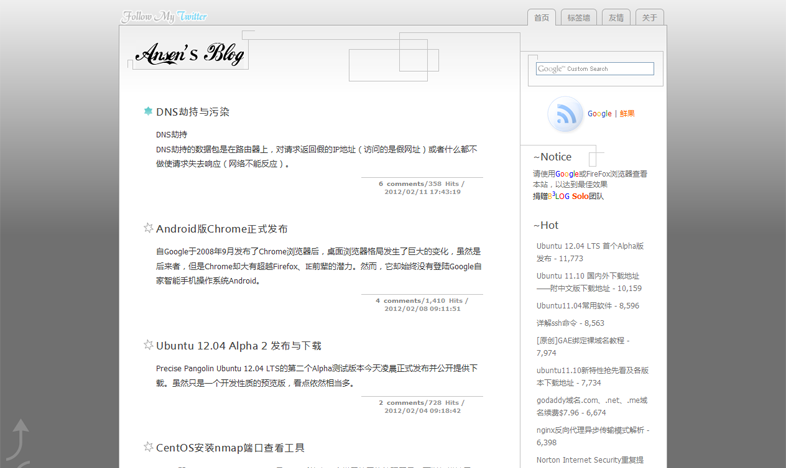 Follow My Twitter
首页 标签墙 友情 关于
Ansen's Blog
Google™ Custom Search
Google | 鲜果
DNS劫持与污染
DNS劫持
DNS劫持的数据包是在路由器上，对请求返回假的IP地址（访问的是假网址）或者什么都不
做使请求失去响应（网络不能反应）。
6 comments/358 Hits /
2012/02/11 17:43:19
Android版Chrome正式发布
自Google于2008年9月发布了Chrome浏览器后，桌面浏览器格局发生了巨大的变化，虽然是
后来者，但是Chrome却大有超越Firefox、IE前辈的潜力。然而，它却始终没有登陆Google自
家智能手机操作系统Android。
4 comments/1,410 Hits /
2012/02/08 09:11:51
Ubuntu 12.04 Alpha 2 发布与下载
Precise Pangolin Ubuntu 12.04 LTS的第二个Alpha测试版本今天凌晨正式发布并公开提供下
载。虽然只是一个开发性质的预览版，看点依然相当多。
2 comments/728 Hits /
2012/02/04 09:18:42
CentOS安装nmap端口查看工具
~Notice
请使用Google或FireFox浏览器查看
本站，以达到最佳效果
捐赠B3LOG Solo团队
~Hot
Ubuntu 12.04 LTS 首个Alpha版
发布 - 11,773
Ubuntu 11.10 国内外下载地址
——附中文版下载地址 - 10,159
Ubuntu11.04常用软件 - 8,596
详解ssh命令 - 8,563
[原创]GAE绑定裸域名教程 -
7,974
ubuntu11.10新特性抢先看及各版
本下载地址 - 7,734
godaddy域名.com、.net、.me域
名续费$7.96 - 6,674
nginx反向代理异步传输模式解析 -
6,398
Norton Internet Security重复提